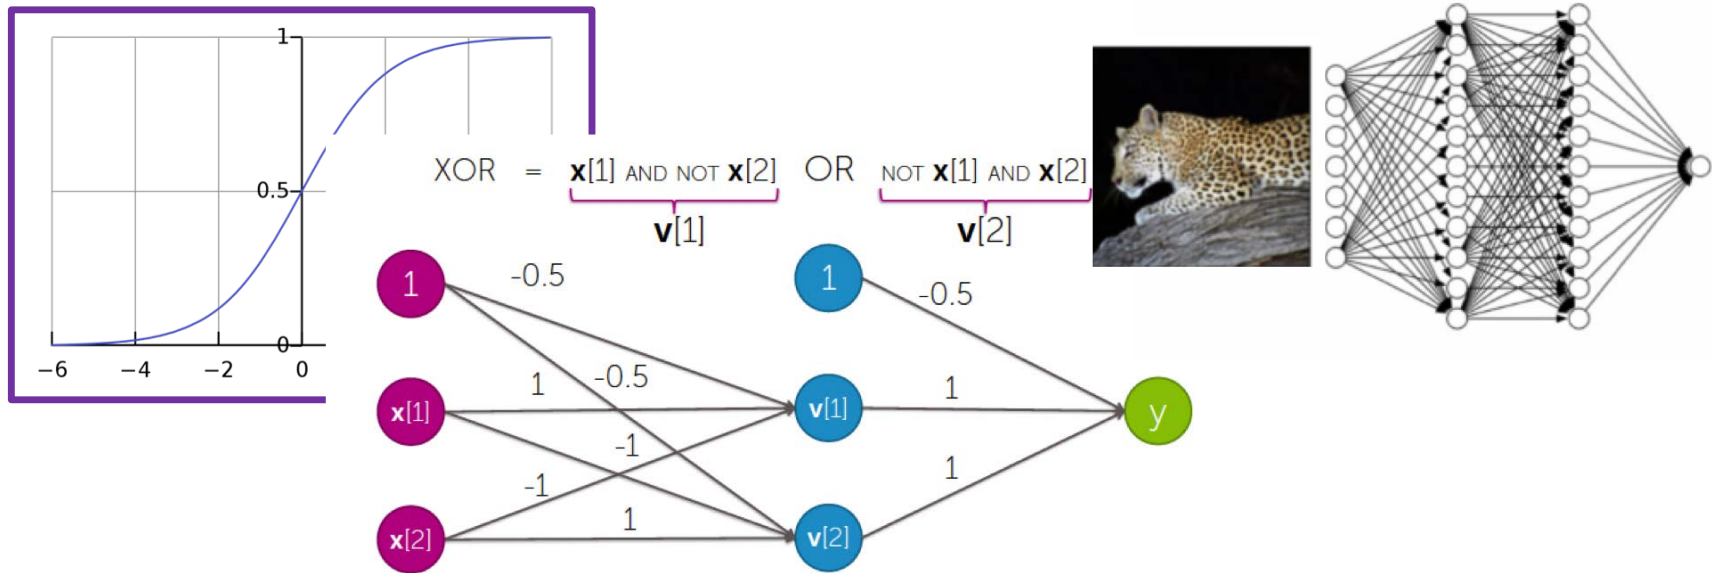 1
0.5
0
−6 −4 −2 0
XOR = x[1] AND NOT x[2] OR NOT x[1] AND x[2]
v[1] v[2]
1 -0.5 1 -0.5
x[1] 1 -0.5 v[1] 1 y
-1
-1 1
x[2] 1 v[2]